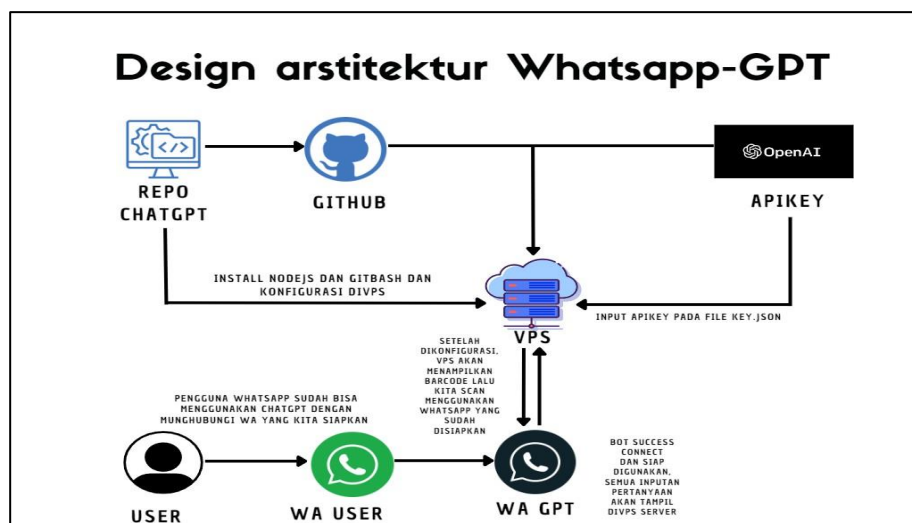 Design arstitektur Whatsapp-GPT
REPO
CHATGPT
GITHUB
OpenAI
APIKEY
INSTALL NODEJS DAN GITBASH DAN
KONFIGURASI DIVPS
VPS
INPUT APIKEY PADA FILE KEY.JSON
SETELAH
DIKONFIGURASI,
VPS AKAN
MENAMPILKAN
BARCODE LALU
KITA SCAN
MENGGUNAKAN
WHATSAPP YANG
SUDAH
DISIAPKAN
PENGGUNA WHATSAPP SUDAH BISA
MENGGUNAKAN CHATGPT DENGAN
MUNGHUBUNGI WA YANG KITA SIAPKAN
BOT SUCCESS
CONNECT
DAN SIAP
DIGUNAKAN,
SEMUA INPUTAN
PERTANYAAN
AKAN TAMPIL
DIVPS SERVER
USER
WA USER
WA GPT